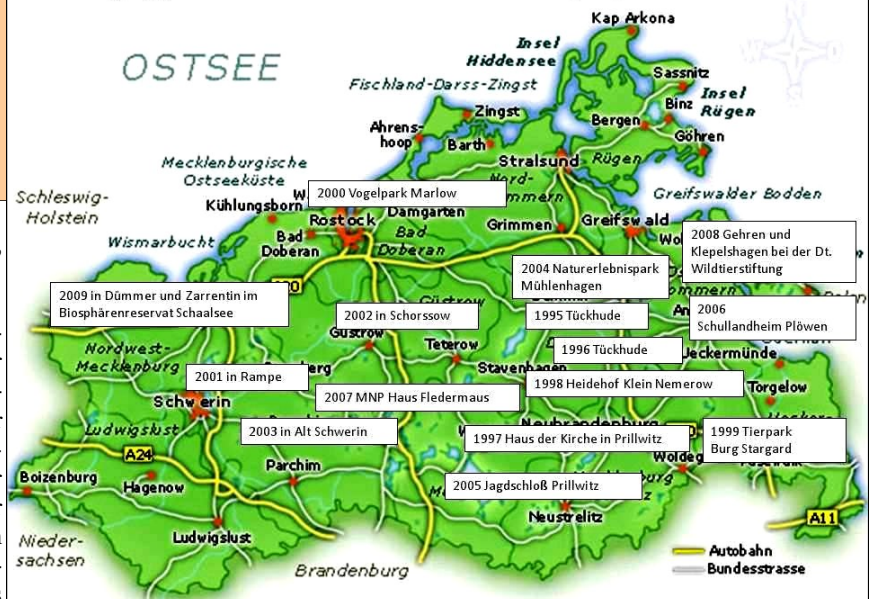 Kap Arkona
OSTSEE
Insel
Hiddensee
Fischland-Darss-Zingst
Sassnitz
Insel
Rügen
Zingst
Binz
Bergen
Ahrens-
hoop
Barth
Göhren
Stralsund
Rügen
Mecklenburgische
Ostseeküste
Nord-
Schleswig-
Holstein
2000 Vogelpark Marlow
Greifswalder Bodden
Kühlungsborn
Damgarten
Rostock
Grimmen
Greifswald
Bad
Doberan
Bad
Doberan
Wismarbucht
2008 Gehren und
Klepelshagen bei der Dt.
Wildtierstiftung
2004 Naturerlebnispark
Mühlenhagen
2009 in Dümmer und Zarrentin im
Biosphärenreservat Schaalsee
Güstrow
2002 in Schorssow
1995 Tückhude
2006
Schullandheim Plöwen
Güstrow
Teterow
Nordwest-
Mecklenburg
1996 Tückhude
Ueckermünde
Stavenhagen
2001 in Rampe
1998 Heidehof Klein Nemerow
Torgelow
2007 MNP Haus Fledermaus
Schwerin
Ludwigslust
2003 in Alt Schwerin
Neubrandenburg
1997 Haus der Kirche in Prillwitz
1999 Tierpark
Burg Stargard
A24
Parchim
Boizenburg
Hagenow
2005 Jagdschloß Prillwitz
Neustrelitz
A11
Ludwigslust
Nieder-
sachsen
Brandenburg
Autobahn
Bundesstrasse